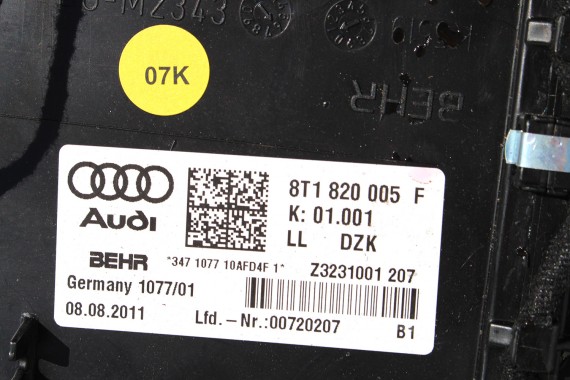 07K
BEHR
Audi
8T1 820 005 F
K: 01.001
LL DZK
BEHR *347 1077 10AFD4F 1* Z3231001 207
Germany 1077/01
08.08.2011 Lfd.-Nr.:00720207 B1